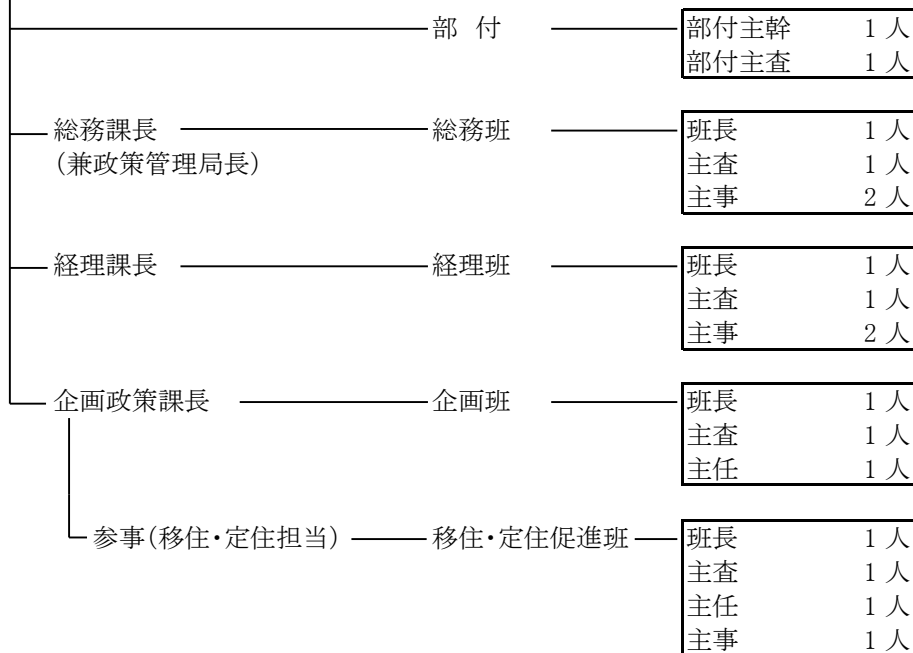 部 付 部付主幹 1 人
部付主査 1 人
総務課長 総務班 班長 1 人
（兼政策管理局長） 主査 1 人
主事 2 人
経理課長 経理班 班長 1 人
主査 1 人
主事 2 人
企画政策課長 企画班 班長 1 人
主査 1 人
主任 1 人
参事（移住・定住担当） 移住・定住促進班 班長 1 人
主査 1 人
主任 1 人
主事 1 人